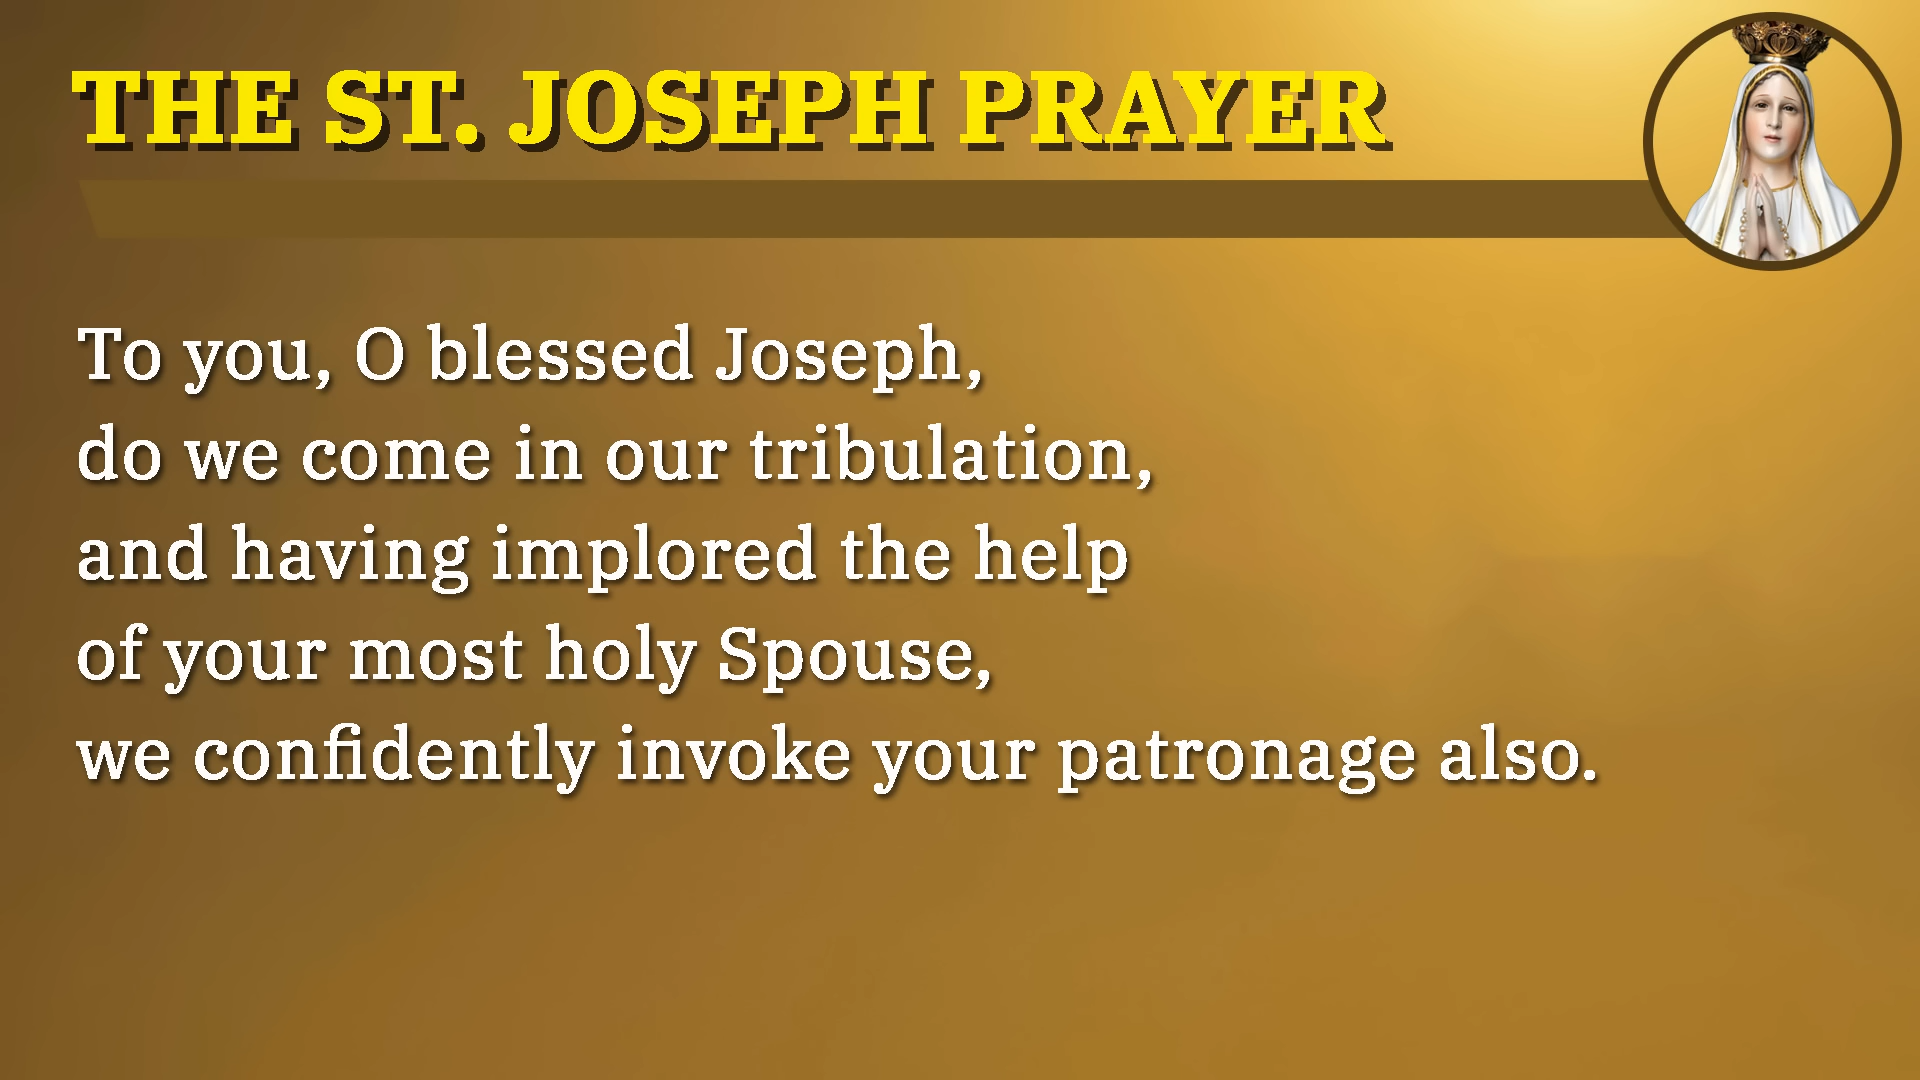 THE ST. JOSEPH PRAYER
To you, O blessed Joseph,
do we come in our tribulation,
and having implored the help
of your most holy Spouse,
we confidently invoke your patronage also.